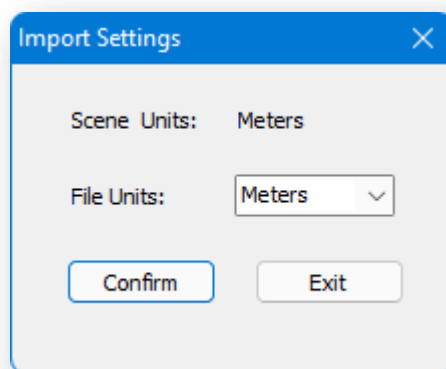 Import Settings
Scene Units: Meters
File Units: Meters
Confirm Exit